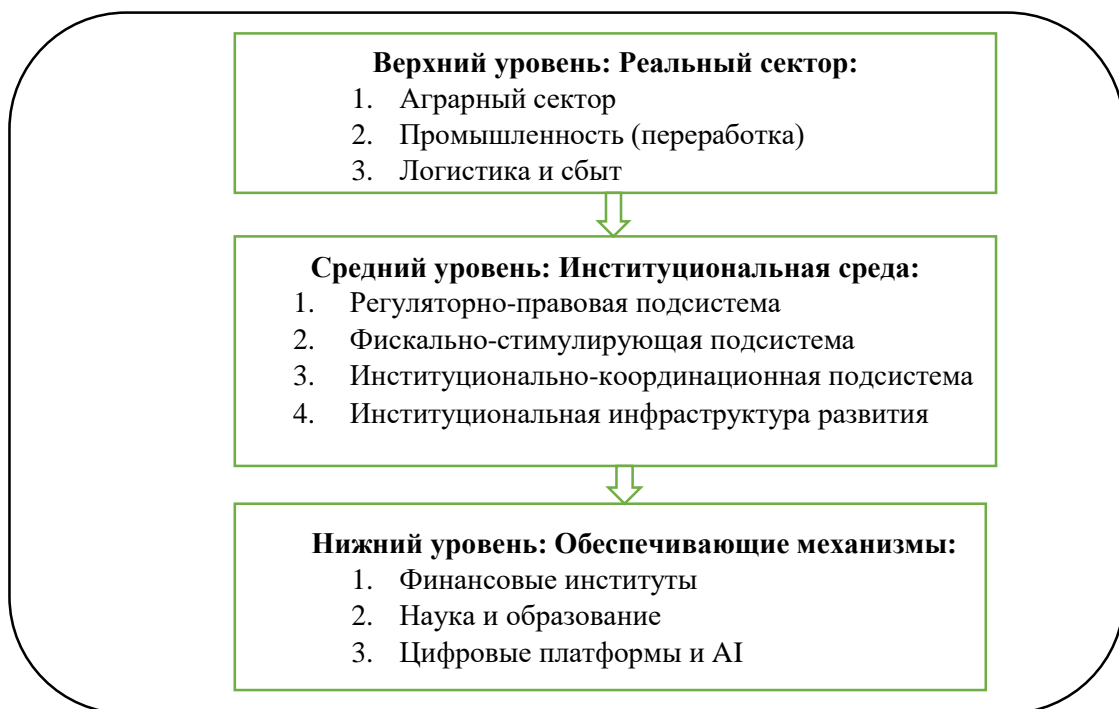 Верхний уровень: Реальный сектор:
1. Аграрный сектор
2. Промышленность (переработка)
3. Логистика и сбыт
Средний уровень: Институциональная среда:
1. Регуляторно-правовая подсистема
2. Фискально-стимулирующая подсистема
3. Институционально-координационная подсистема
4. Институциональная инфраструктура развития
Нижний уровень: Обеспечивающие механизмы:
1. Финансовые институты
2. Наука и образование
3. Цифровые платформы и AI